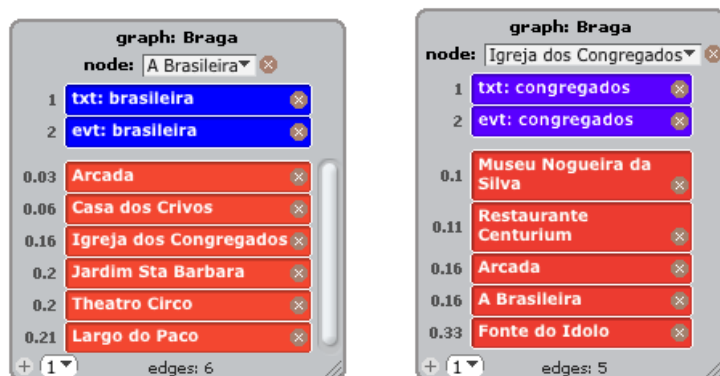 graph: Braga
node: A Brasileira
1 txt: brasileira
2 evt: brasileira
0.03 Arcada
0.06 Casa dos Crivos
0.16 Igreja dos Congregados
0.2 Jardim Sta Barbara
0.2 Theatro Circo
0.21 Largo do Paco
+ 1 edges: 6
graph: Braga
node: Igreja dos Congregados
1 txt: congregados
2 evt: congregados
0.1 Museu Nogueira da
Silva
0.11 Restaurante
Centurium
0.16 Arcada
0.16 A Brasileira
0.33 Fonte do Idolo
+ 1 edges: 5